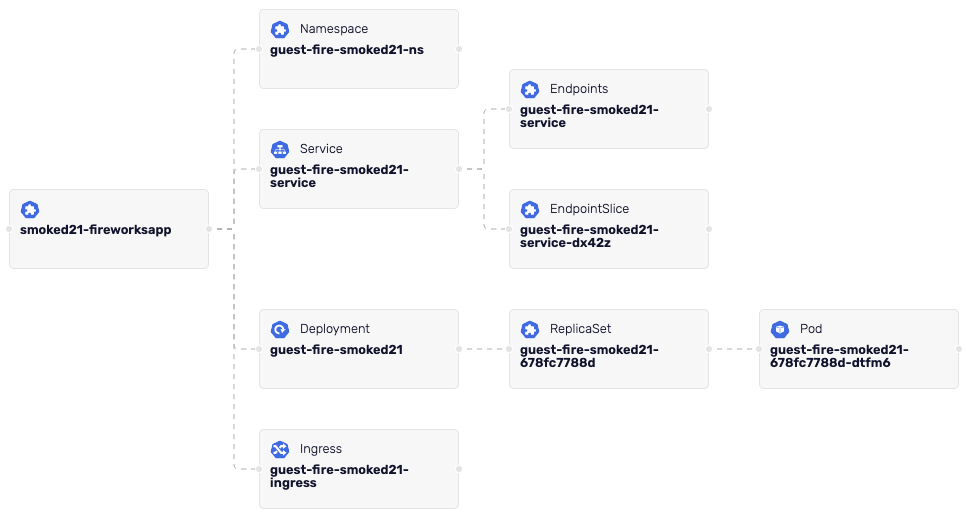 Namespace
guest-fire-smoked21-ns
Endpoints
guest-fire-smoked21-
service
Service
guest-fire-smoked21-
service
EndpointSlice
guest-fire-smoked21-
service-dx42z
smoked21-fireworksapp
Deployment
guest-fire-smoked21
ReplicaSet
guest-fire-smoked21-
678fc7788d
Pod
guest-fire-smoked21-
678fc7788d-dtfm6
Ingress
guest-fire-smoked21-
ingress